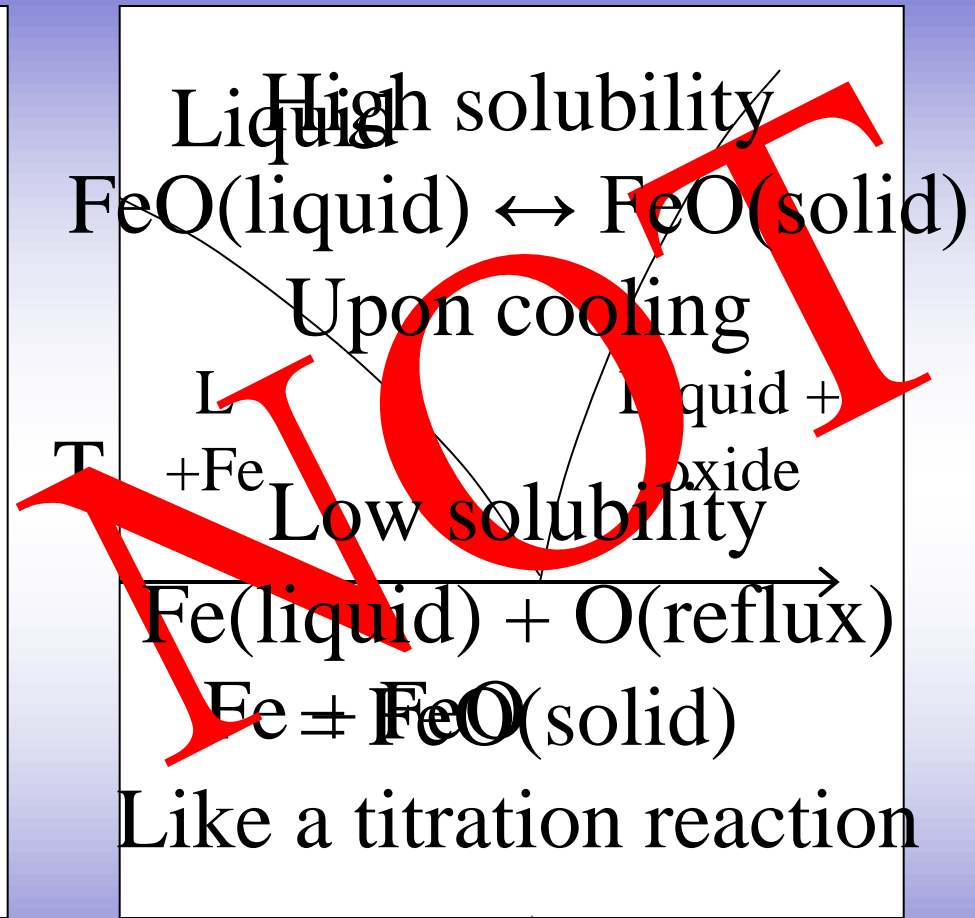 Liquid
High solubility
FeO(liquid) ↔ FeO(solid)
Upon cooling
L
+Fe
Liquid +
oxide
T
Low solubility
Fe(liquid) + O(reflux)
Fe + FeO
= FeO(solid)
Like a titration reaction
NOT